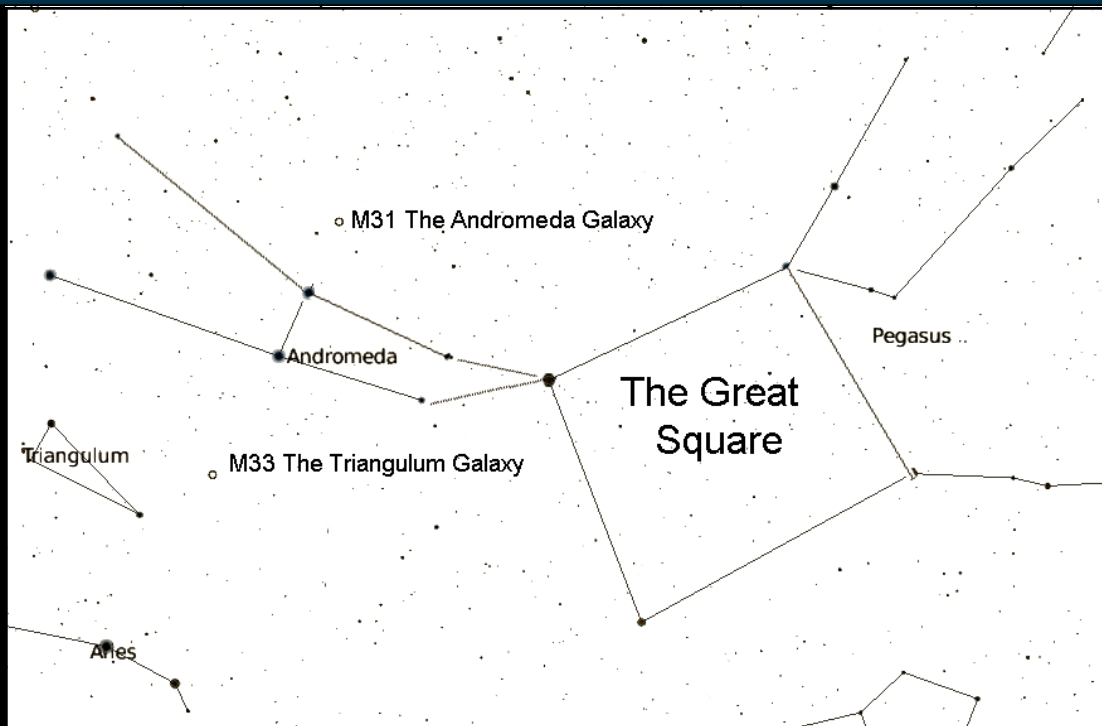 M31 The Andromeda Galaxy
Pegasus
Andromeda
The Great
Square
Triangulum
M33 The Triangulum Galaxy
Aries